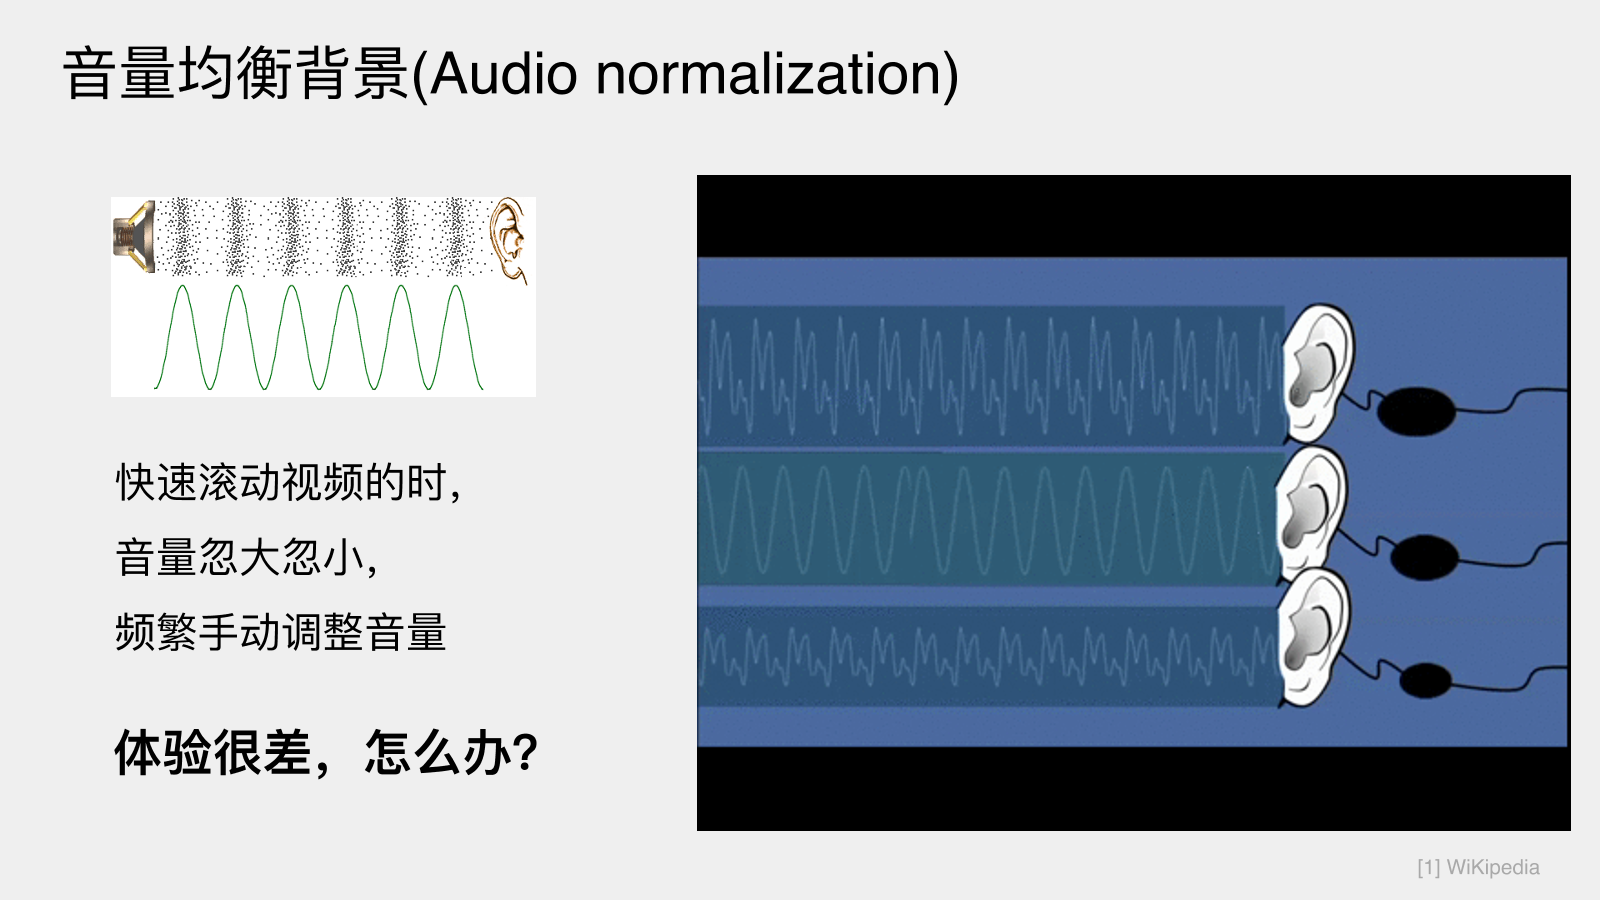 音量均衡背景(Audio normalization)
快速滚动视频的时，
音量忽大忽小，
频繁手动调整音量
体验很差，怎么办?
[1] WiKipedia